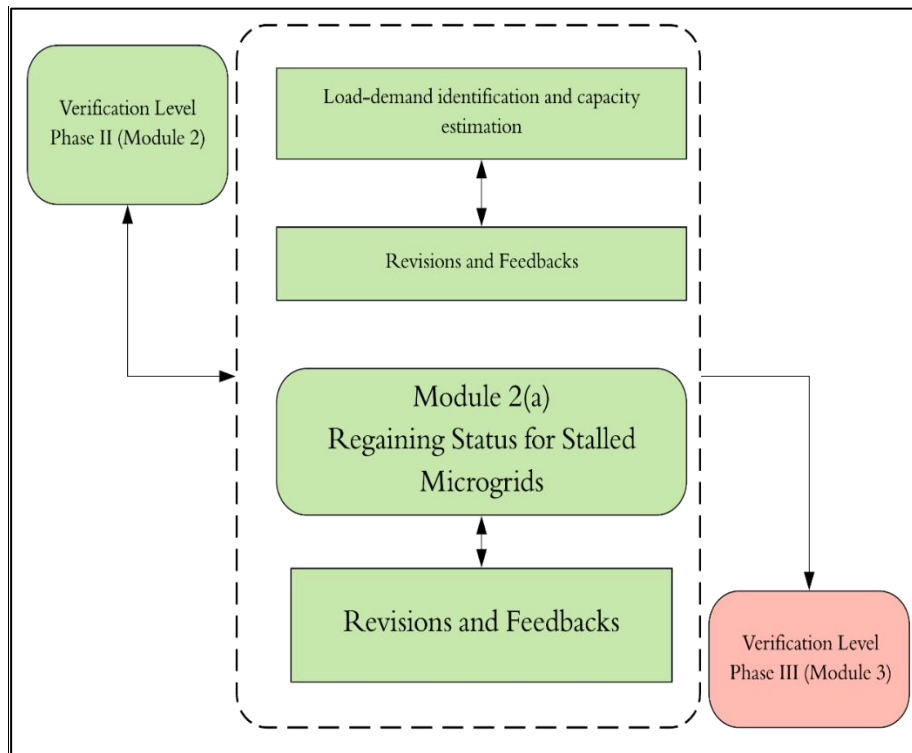 Verification Level
Phase II (Module 2)
Load-demand identification and capacity
estimation
Revisions and Feedbacks
Module 2(a)
Regaining Status for Stalled
Microgrids
Revisions and Feedbacks
Verification Level
Phase III (Module 3)